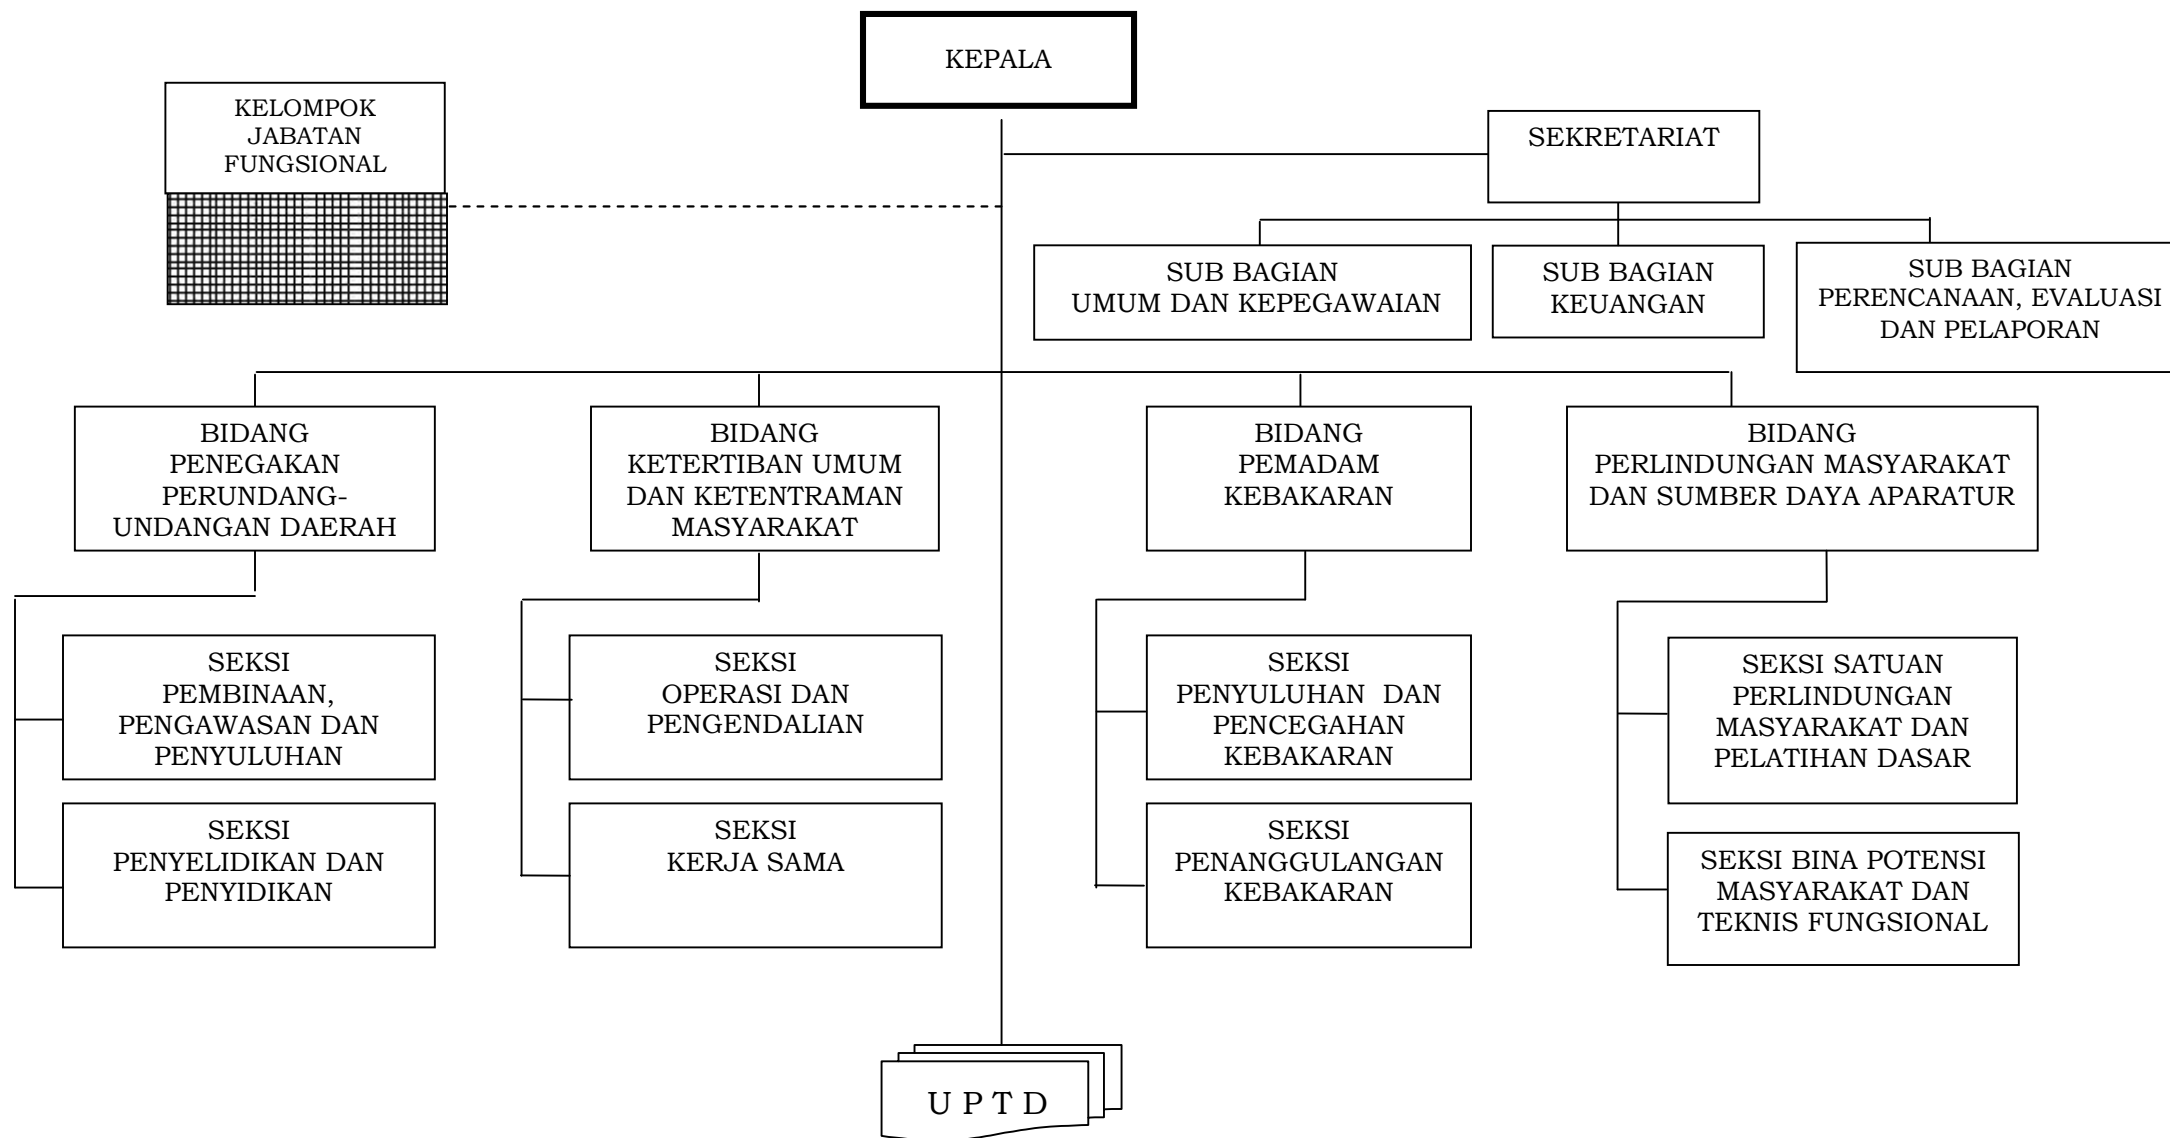 KEPALA
KELOMPOK
JABATAN
FUNGSIONAL
SEKRETARIAT
SUB BAGIAN
UMUM DAN KEPEGAWAIAN
SUB BAGIAN
KEUANGAN
SUB BAGIAN
PERENCANAAN, EVALUASI
DAN PELAPORAN
BIDANG
PENEGAKAN
PERUNDANG-
UNDANGAN DAERAH
BIDANG
KETERTIBAN UMUM
DAN KETENTRAMAN
MASYARAKAT
BIDANG
PEMADAM
KEBAKARAN
BIDANG
PERLINDUNGAN MASYARAKAT
DAN SUMBER DAYA APARATUR
SEKSI
PEMBINAAN,
PENGAWASAN DAN
PENYULUHAN
SEKSI
OPERASI DAN
PENGENDALIAN
SEKSI
PENYULUHAN  DAN
PENCEGAHAN
KEBAKARAN
SEKSI SATUAN
PERLINDUNGAN
MASYARAKAT DAN
PELATIHAN DASAR
SEKSI
PENYELIDIKAN DAN
PENYIDIKAN
SEKSI
KERJA SAMA
SEKSI
PENANGGULANGAN
KEBAKARAN
SEKSI BINA POTENSI
MASYARAKAT DAN
TEKNIS FUNGSIONAL
U P T D